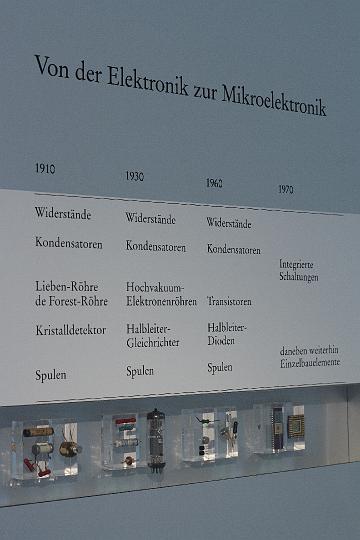 Von der Elektronik zur Mikroelektronik
1910 1930 1960 1970
Widerstände Widerstände Widerstände
Kondensatoren Kondensatoren Kondensatoren
Integrierte
Schaltungen
Lieben-Röhre
de Forest-Röhre
Hochvakuum-
Elektronenröhren
Transistoren
Kristalldetektor
Halbleiter-
Gleichrichter
Halbleiter-
Dioden
Spulen Spulen Spulen
daneben weiterhin
Einzelbauelemente